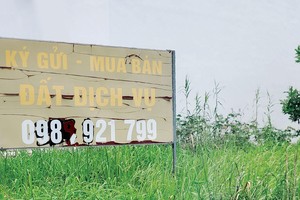 KÝ GỬI - MUA BÁN
ĐẤT DỊCH VỤ
098 921 799